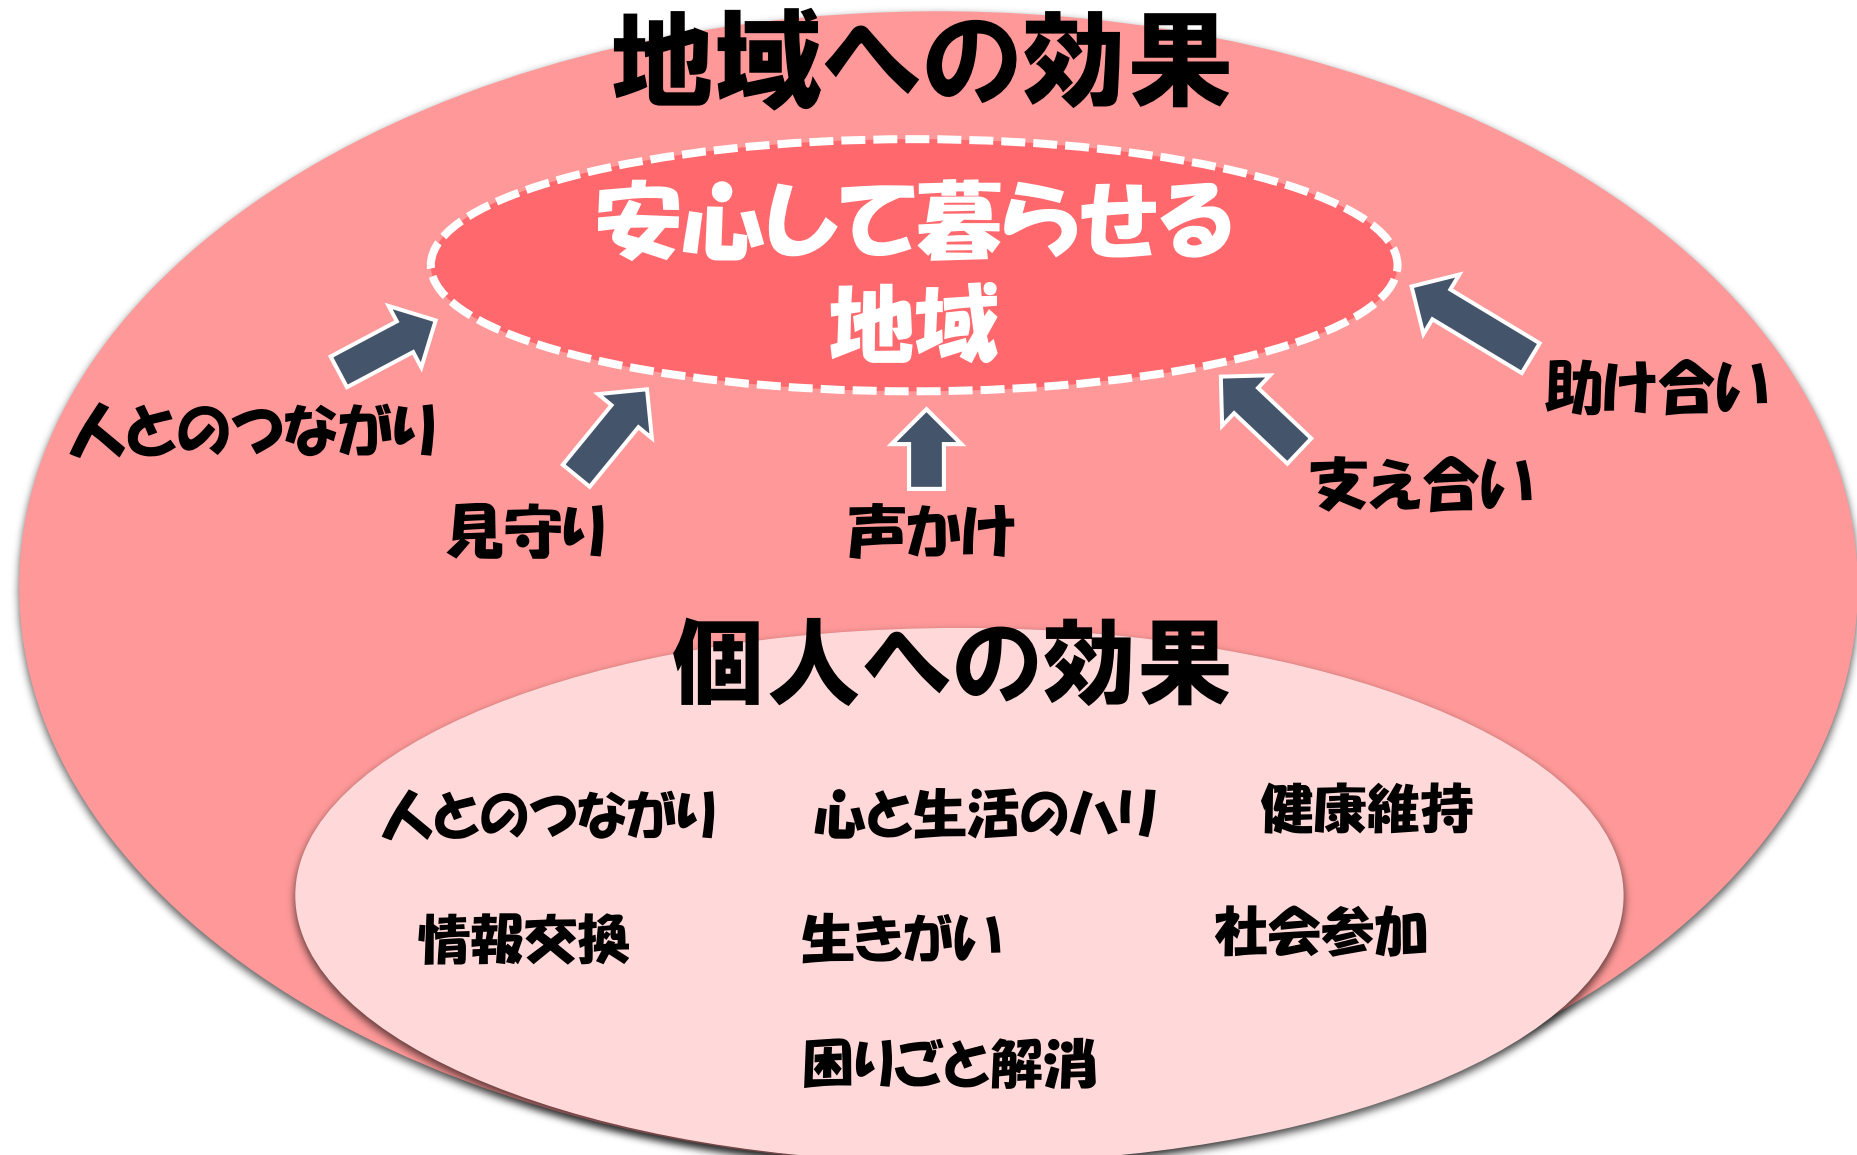 地域への効果
安心して暮らせる
地域
人とのつながり
見守り
声かけ
支え合い
助け合い
個人への効果
人とのつながり
心と生活のハリ
健康維持
情報交換
生きがい
社会参加
困りごと解消